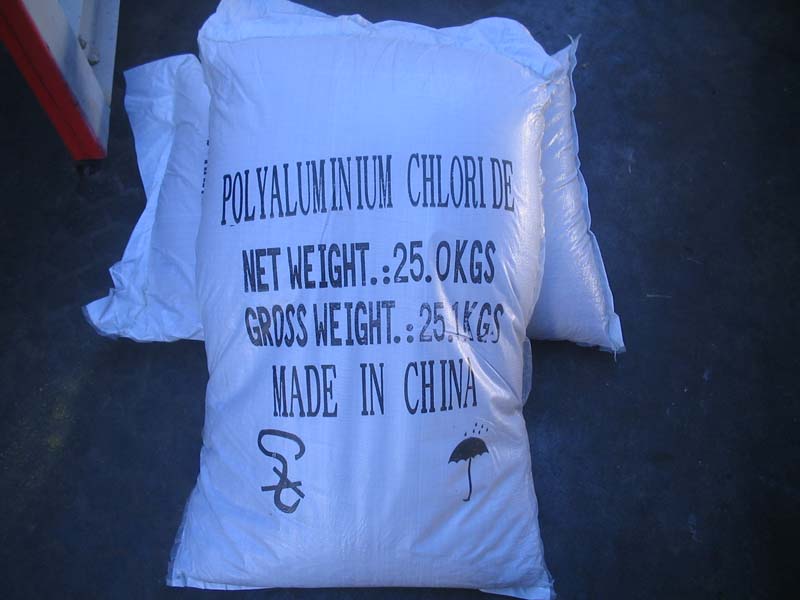 POLYALUMINIUM CHLORIDE
NET WEIGHT.:25.0KGS
GROSS WEIGHT.:25.1KGS
MADE IN CHINA